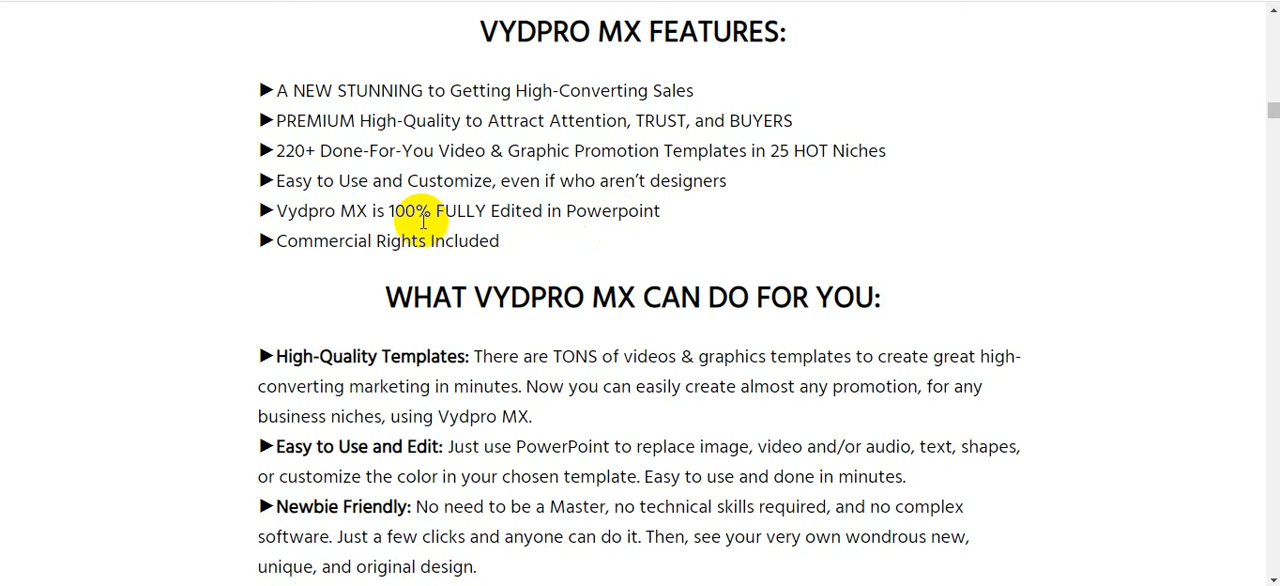 VYDPRO MX FEATURES:
►A NEW STUNNING to Getting High-Converting Sales
►PREMIUM High-Quality to Attract Attention, TRUST, and BUYERS
►220+ Done-For-You Video & Graphic Promotion Templates in 25 HOT Niches
►Easy to Use and Customize, even if who aren’t designers
►Vydpro MX is 100% FULLY Edited in Powerpoint
►Commercial Rights Included
WHAT VYDPRO MX CAN DO FOR YOU:
►High-Quality Templates: There are TONS of videos & graphics templates to create great high-
converting marketing in minutes. Now you can easily create almost any promotion, for any
business niches, using Vydpro MX.
►Easy to Use and Edit: Just use PowerPoint to replace image, video and/or audio, text, shapes,
or customize the color in your chosen template. Easy to use and done in minutes.
►Newbie Friendly: No need to be a Master, no technical skills required, and no complex
software. Just a few clicks and anyone can do it. Then, see your very own wondrous new,
unique, and original design.